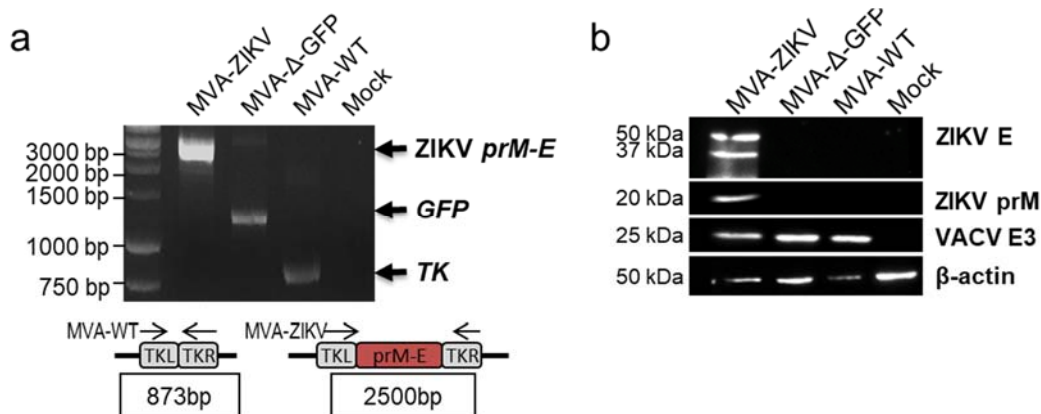 a
MVA-ZIKV
MVA-Δ-GFP
MVA-WT
Mock
3000 bp
2000 bp
1500 bp
1000 bp
750 bp
ZIKV prM-E
GFP
TK
MVA-WT
TKL TKR
873bp
MVA-ZIKV
TKL prM-E TKR
2500bp
b
MVA-ZIKV
MVA-Δ-GFP
MVA-WT
Mock
50 kDa
37 kDa
ZIKV E
20 kDa
ZIKV prM
25 kDa
VACV E3
50 kDa
β-actin